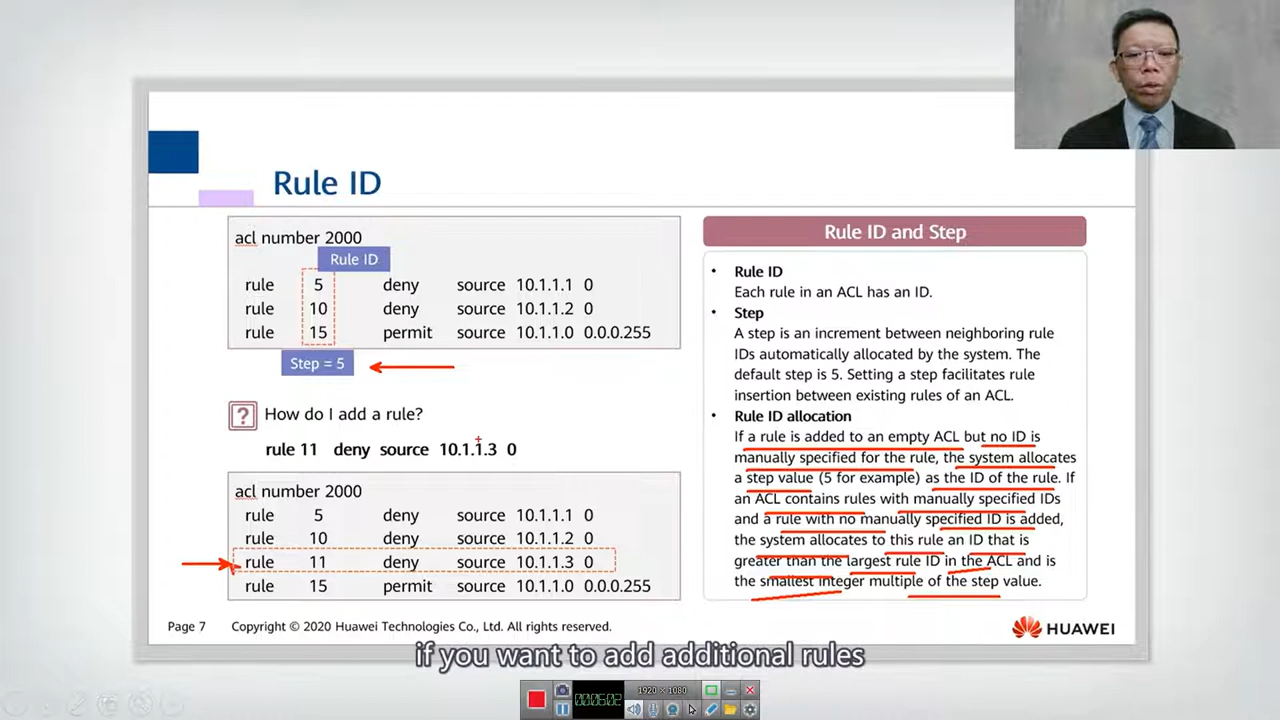 Rule ID
acl number 2000
Rule ID
rule 5 deny source 10.1.1.1 0
rule 10 deny source 10.1.1.2 0
rule 15 permit source 10.1.1.0 0.0.0.255
Step = 5
? How do I add a rule?
rule 11 deny source 10.1.1.3 0
acl number 2000
rule 5 deny source 10.1.1.1 0
rule 10 deny source 10.1.1.2 0
rule 11 deny source 10.1.1.3 0
rule 15 permit source 10.1.1.0 0.0.0.255
Rule ID and Step
• Rule ID
Each rule in an ACL has an ID.
• Step
A step is an increment between neighboring rule
IDs automatically allocated by the system. The
default step is 5. Setting a step facilitates rule
insertion between existing rules of an ACL.
• Rule ID allocation
If a rule is added to an empty ACL but no ID is
manually specified for the rule, the system allocates
a step value (5 for example) as the ID of the rule. If
an ACL contains rules with manually specified IDs
and a rule with no manually specified ID is added,
the system allocates to this rule an ID that is
greater than the largest rule ID in the ACL and is
the smallest integer multiple of the step value.
Page 7 Copyright © 2020 Huawei Technologies Co., Ltd. All rights reserved.
HUAWEI
if you want to add additional rules
000:06:02
1920 × 1080